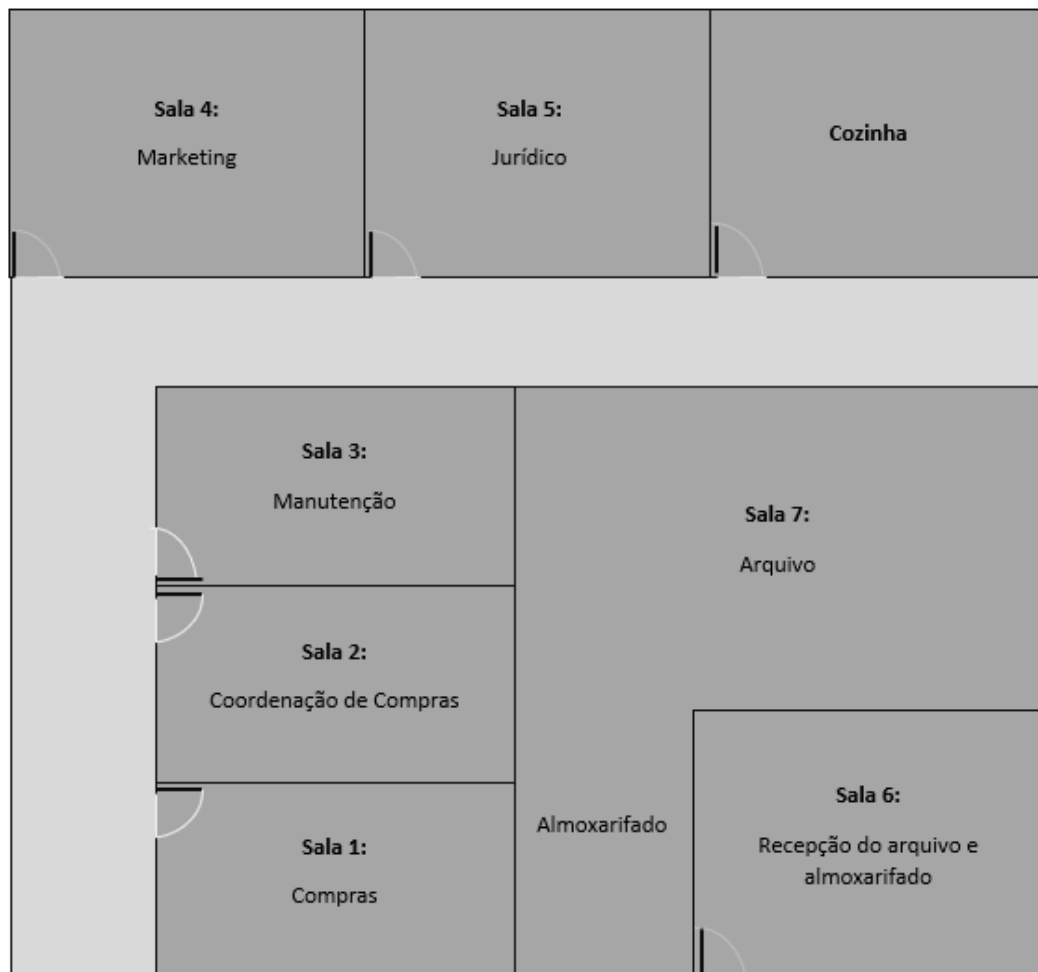 Sala 4:
Marketing
Sala 5:
Jurídico
Cozinha
Sala 3:
Manutenção
Sala 7:
Arquivo
Sala 2:
Coordenação de Compras
Almoxarifado
Sala 6:
Recepção do arquivo e
almoxarifado
Sala 1:
Compras